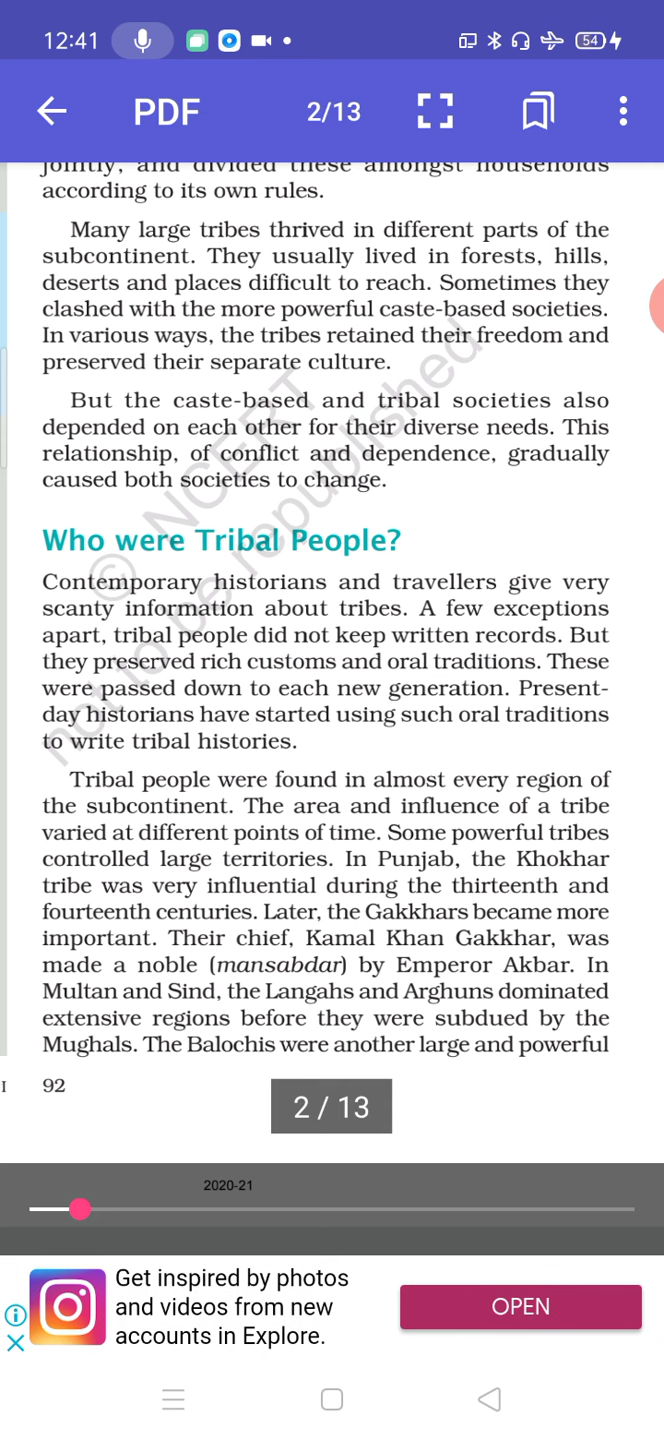 12:41
54
PDF
2/13
jointly, and divided these amongst households
according to its own rules.
Many large tribes thrived in different parts of the
subcontinent. They usually lived in forests, hills,
deserts and places difficult to reach. Sometimes they
clashed with the more powerful caste-based societies.
In various ways, the tribes retained their freedom and
preserved their separate culture.
But the caste-based and tribal societies also
depended on each other for their diverse needs. This
relationship, of conflict and dependence, gradually
caused both societies to change.
Who were Tribal People?
Contemporary historians and travellers give very
scanty information about tribes. A few exceptions
apart, tribal people did not keep written records. But
they preserved rich customs and oral traditions. These
were passed down to each new generation. Present-
day historians have started using such oral traditions
to write tribal histories.
Tribal people were found in almost every region of
the subcontinent. The area and influence of a tribe
varied at different points of time. Some powerful tribes
controlled large territories. In Punjab, the Khokhar
tribe was very influential during the thirteenth and
fourteenth centuries. Later, the Gakkhars became more
important. Their chief, Kamal Khan Gakkhar, was
made a noble (mansabdar) by Emperor Akbar. In
Multan and Sind, the Langahs and Arghuns dominated
extensive regions before they were subdued by the
Mughals. The Balochis were another large and powerful
© NCERT
not to be republished
I 92
2 / 13
2020-21
Get inspired by photos
and videos from new
accounts in Explore.
OPEN